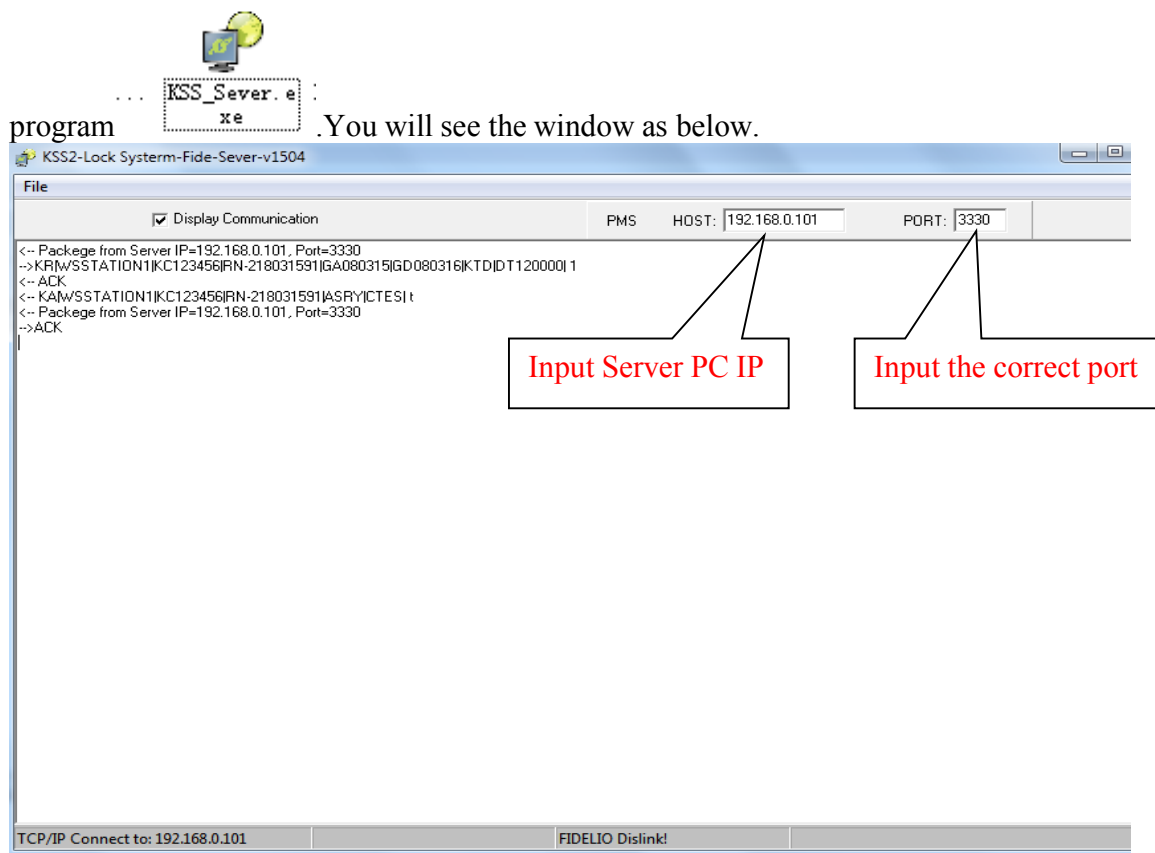 ... KSS_Sever.e
xe
program .You will see the window as below.
KSS2-Lock Systerm-Fide-Sever-v1504
File
Display Communication PMS HOST: 192.168.0.101 PORT: 3330
<-- Packege from Server IP=192.168.0.101, Port=3330
-->KR|WSSTATION1|KC123456|RN-218031591|GA080315|GD080316|KTD|DT120000| 1
<-- ACK
<-- KA|WSSTATION1|KC123456|RN-218031591|ASRY|CTES| t
<-- Packege from Server IP=192.168.0.101, Port=3330
-->ACK
Input Server PC IP
Input the correct port
TCP/IP Connect to: 192.168.0.101 FIDELIO Dislink!